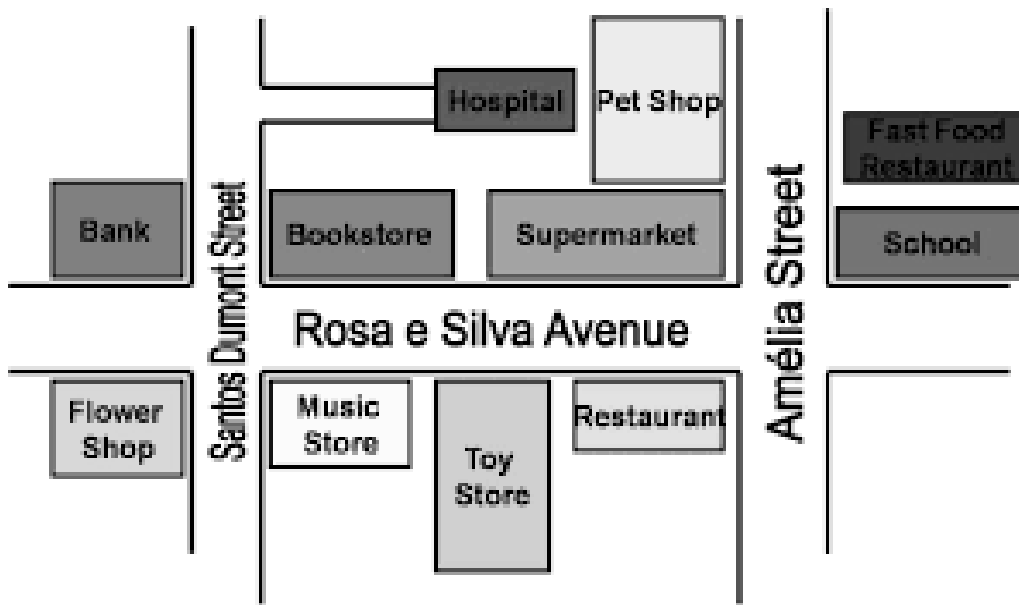 Hospital
Pet Shop
Fast Food
Restaurant
Bank
Bookstore
Supermarket
School
Santos Dumont Street
Rosa e Silva Avenue
Amélia Street
Flower
Shop
Music
Store
Toy
Store
Restaurant